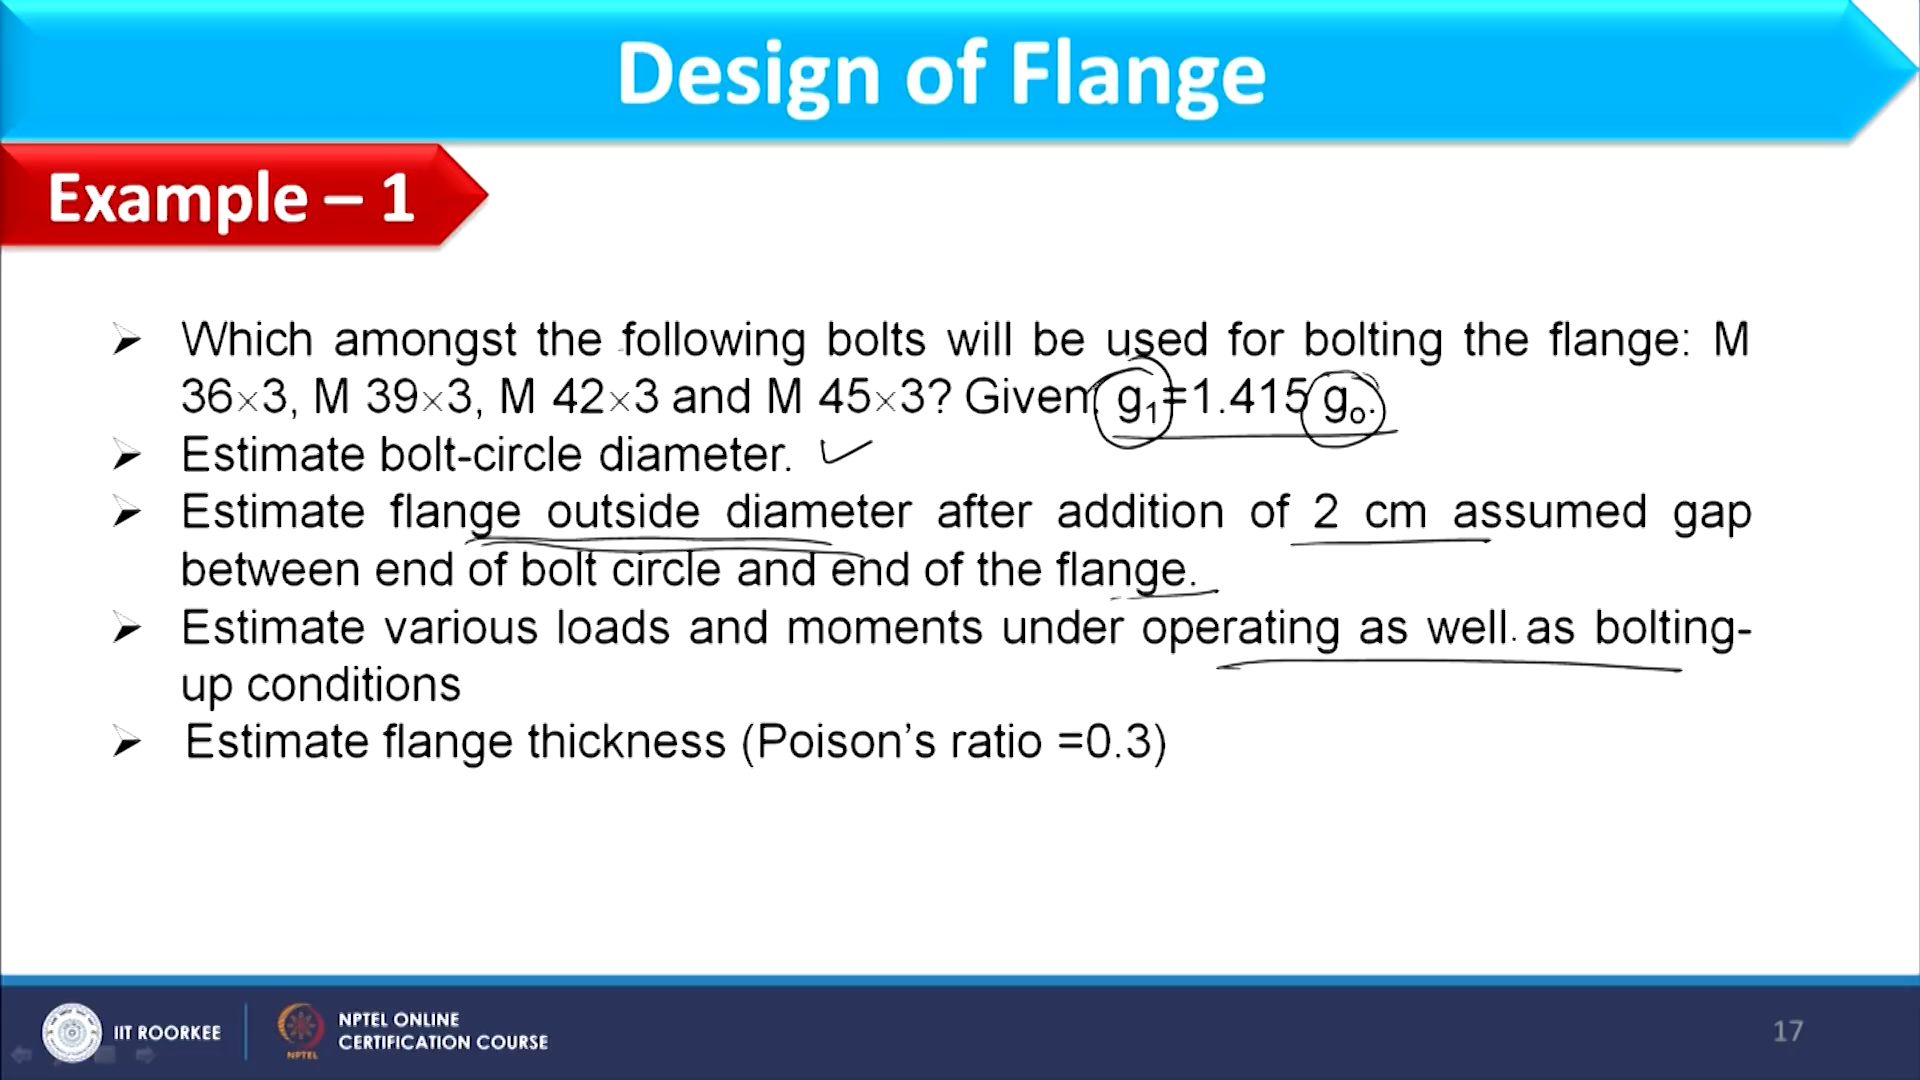 Design of Flange
Example – 1
➢ Which amongst the following bolts will be used for bolting the flange: M
36×3, M 39×3, M 42×3 and M 45×3? Given: g₁=1.415 g₀.
➢ Estimate bolt-circle diameter.
➢ Estimate flange outside diameter after addition of 2 cm assumed gap
between end of bolt circle and end of the flange.
➢ Estimate various loads and moments under operating as well as bolting-
up conditions
➢ Estimate flange thickness (Poison’s ratio =0.3)
IIT ROORKEE
NPTEL
NPTEL ONLINE
CERTIFICATION COURSE
17